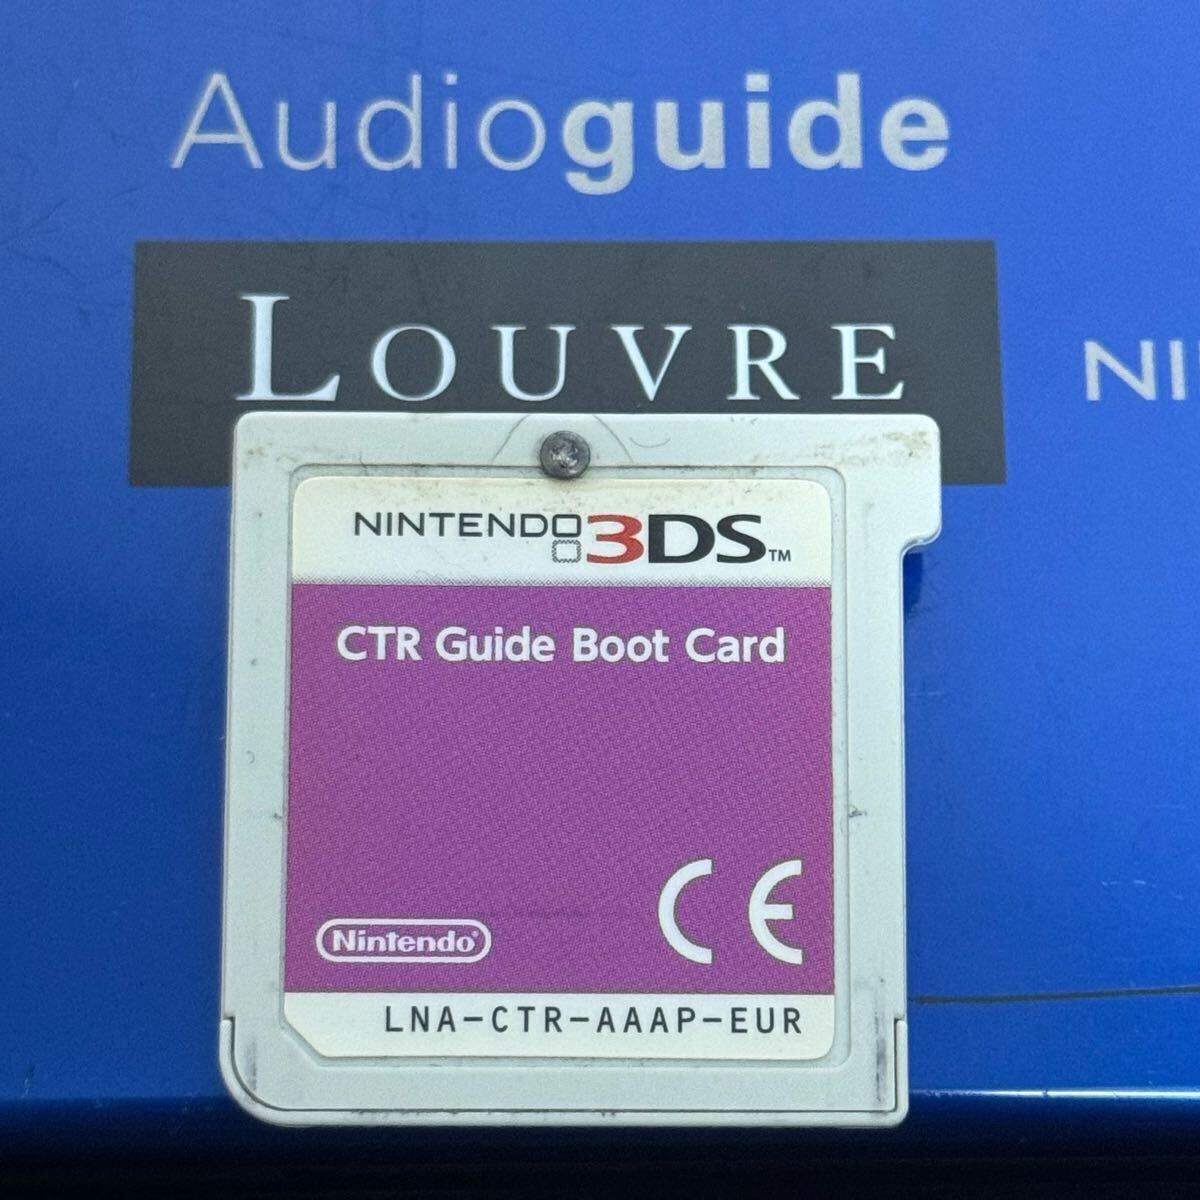 Audioguide
LOUVRE
NINTENDO 3DS™
CTR Guide Boot Card
Nintendo®
CE
LNA-CTR-AAAP-EUR